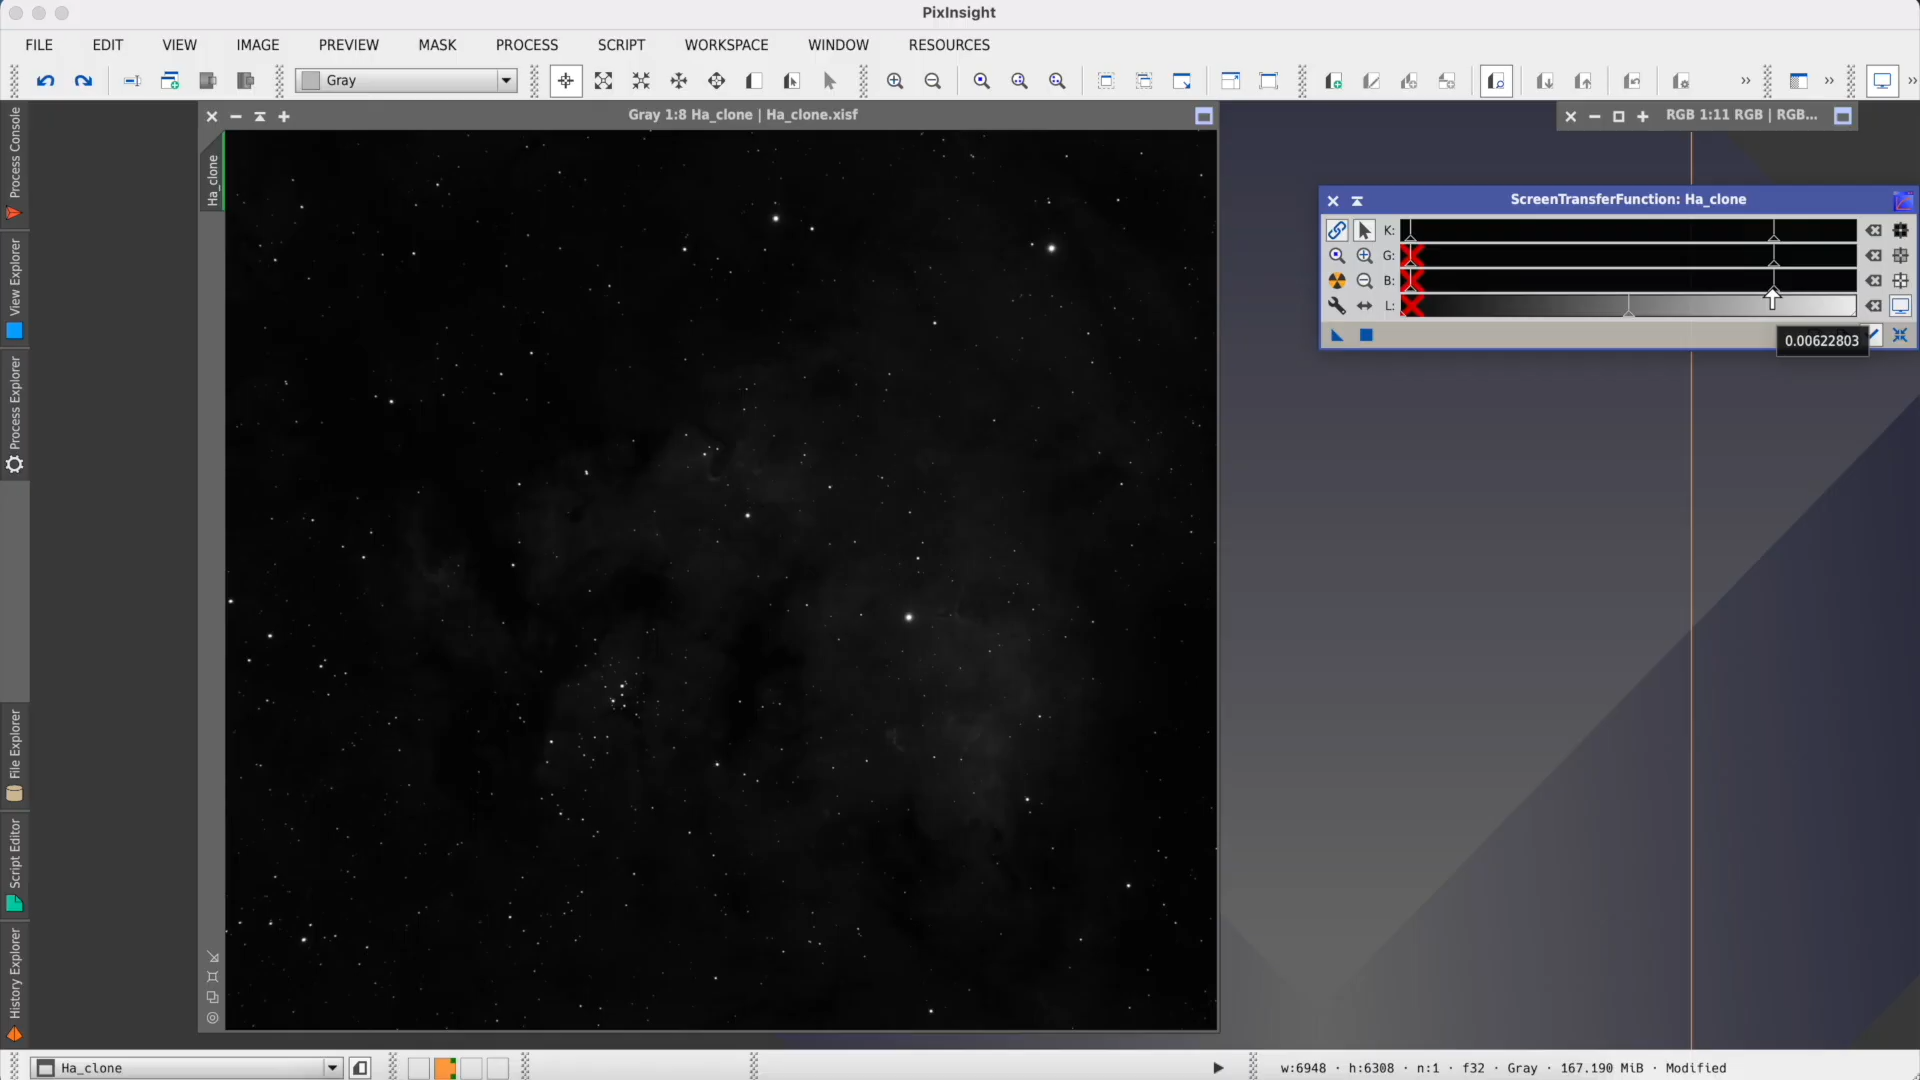 PixInsight
FILE EDIT VIEW IMAGE PREVIEW MASK PROCESS SCRIPT WORKSPACE WINDOW RESOURCES
Gray
Gray 1:8 Ha_clone | Ha_clone.xisf
RGB 1:11 RGB | RGB...
Process Console
View Explorer
Process Explorer
File Explorer
Script Editor
History Explorer
Ha_clone
ScreenTransferFunction: Ha_clone
K:
G:
B:
L:
0.00622803
Ha_clone
w:6948 · h:6308 · n:1 · f32 · Gray · 167.190 MiB · Modified